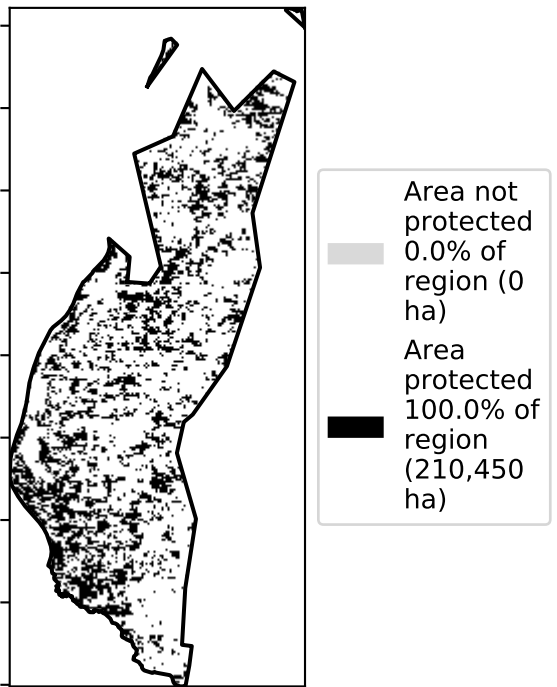 Area not
protected
0.0% of
region (0
ha)
Area
protected
100.0% of
region
(210,450
ha)